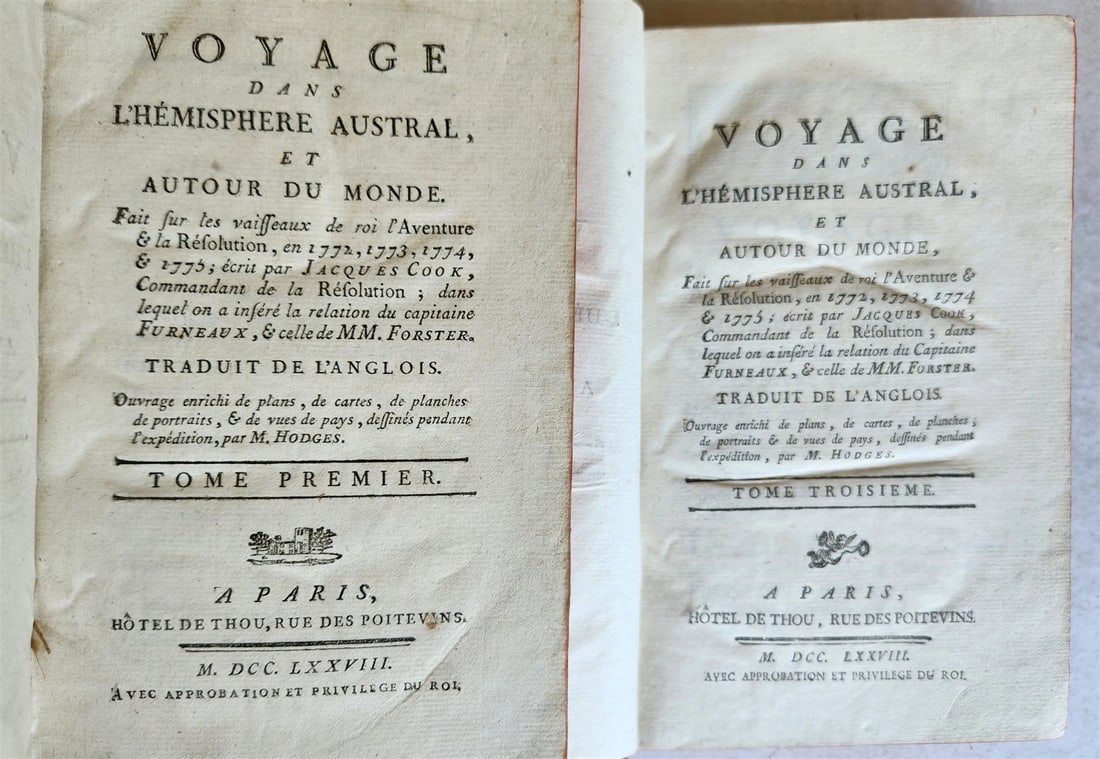 VOYAGE
DANS
L'HÉMISPHERE AUSTRAL,
ET
AUTOUR DU MONDE.
Fait ſur les vaiſſeaux de roi l'Aventure
& la Réſolution, en 1772, 1773, 1774,
& 1775; écrit par JACQUES COOK,
Commandant de la Réſolution; dans
lequel on a inſéré la relation du capitaine
FURNEAUX, & celle de MM. FORSTER.
TRADUIT DE L'ANGLOIS.
Ouvrage enrichi de plans, de cartes, de planches
de portraits, & de vues de pays, deſſinés pendant
l'expédition, par M. HODGES.
TOME PREMIER.
A PARIS,
HÔTEL DE THOU, RUE DES POITEVINS.
M. DCC. LXXVIII.
AVEC APPROBATION ET PRIVILEGE DU ROI,
VOYAGE
DANS
L'HÉMISPHERE AUSTRAL,
ET
AUTOUR DU MONDE,
Fait ſur les vaiſſeaux de roi l'Aventure &
la Réſolution, en 1772, 1773, 1774
& 1775; écrit par JACQUES COOK,
Commandant de la Réſolution; dans
lequel on a inſéré la relation du Capitaine
FURNEAUX, & celle de MM. FORSTER.
TRADUIT DE L'ANGLOIS.
Ouvrage enrichi de plans, de cartes, de planches;
de portraits & de vues de pays, deſſinés pendant
l'expédition, par M. HODGES.
TOME TROISIEME.
A PARIS,
HÔTEL DE THOU, RUE DES POITEVINS.
M. DCC. LXXVIII.
AVEC APPROBATION ET PRIVILEGE DU ROI.